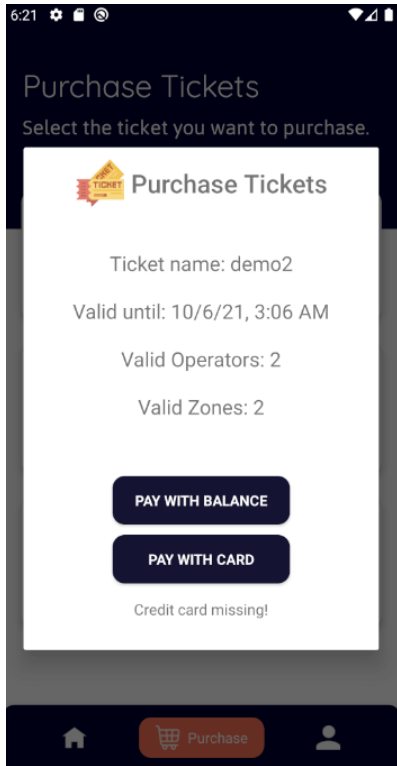 6:21
Purchase Tickets
Select the ticket you want to purchase.
TICKET
Purchase Tickets
Ticket name: demo2
Valid until: 10/6/21, 3:06 AM
Valid Operators: 2
Valid Zones: 2
PAY WITH BALANCE
PAY WITH CARD
Credit card missing!
Purchase